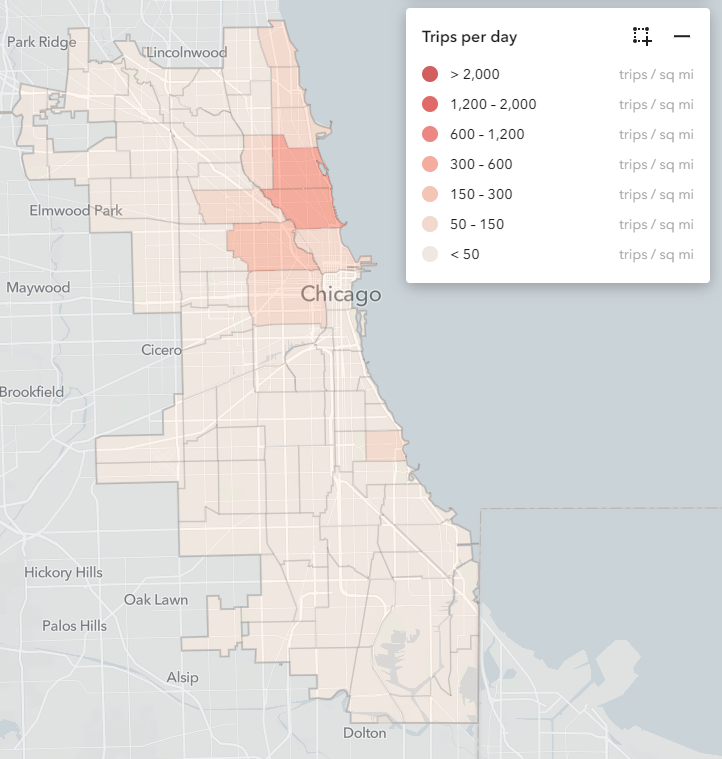 Trips per day
> 2,000 trips / sq mi
1,200 - 2,000 trips / sq mi
600 - 1,200 trips / sq mi
300 - 600 trips / sq mi
150 - 300 trips / sq mi
50 - 150 trips / sq mi
< 50 trips / sq mi
Park Ridge
Lincolnwood
Elmwood Park
Maywood
Chicago
Cicero
Brookfield
Hickory Hills
Oak Lawn
Palos Hills
Alsip
Dolton